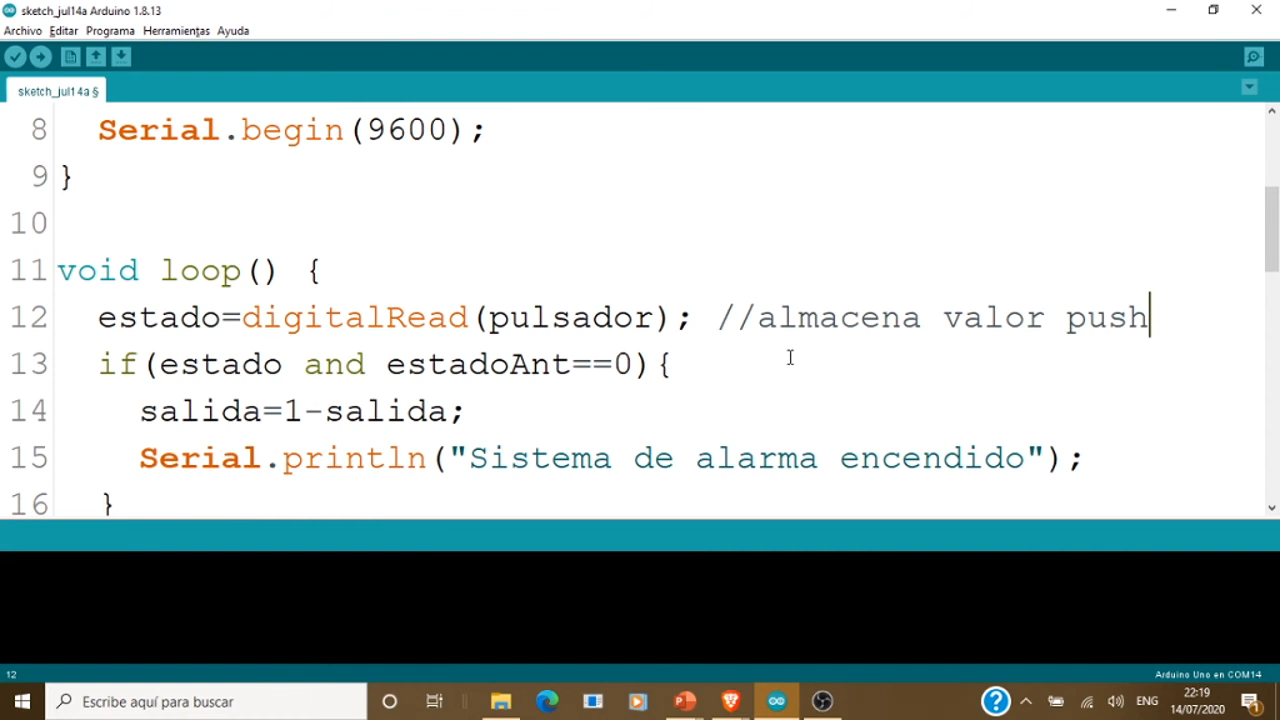 sketch_jul14a Arduino 1.8.13
Archivo Editar Programa Herramientas Ayuda
sketch_jul14a §
8 Serial.begin(9600);
9 }
10
11 void loop() {
12 estado=digitalRead(pulsador); //almacena valor push
13 if(estado and estadoAnt==0){
14 salida=1-salida;
15 Serial.println("Sistema de alarma encendido");
16 }
12
Arduino Uno en COM14
Escribe aquí para buscar
ENG
22:19
14/07/2020